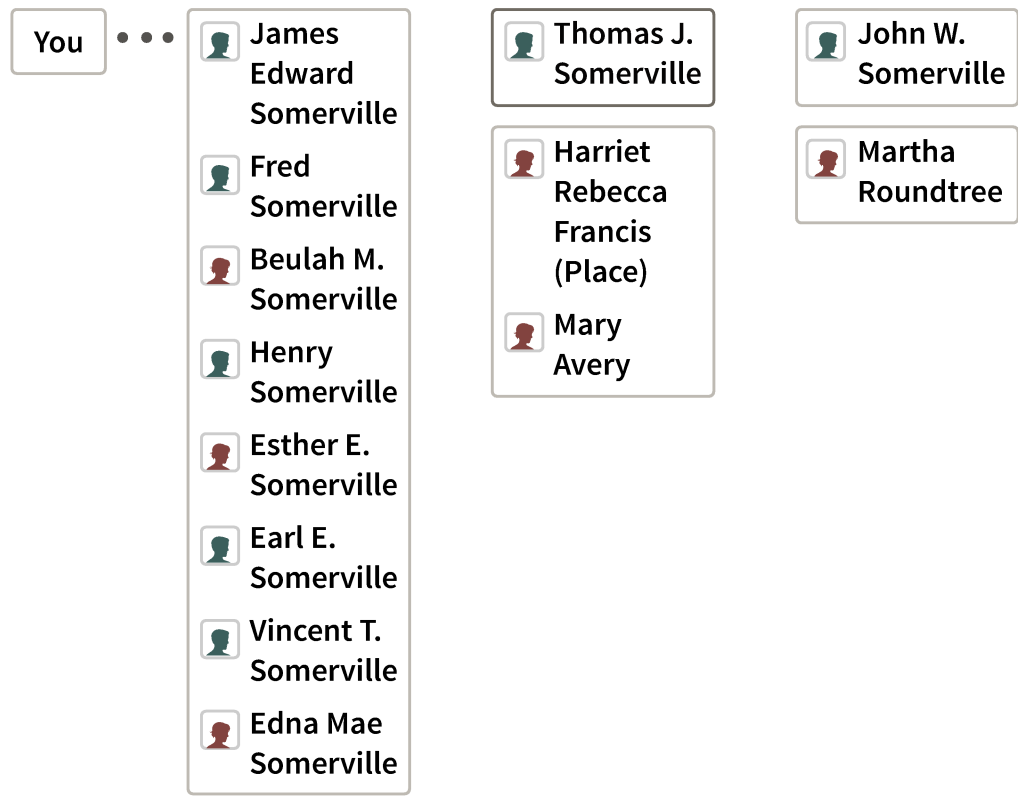 You
James
Edward
Somerville
Fred
Somerville
Beulah M.
Somerville
Henry
Somerville
Esther E.
Somerville
Earl E.
Somerville
Vincent T.
Somerville
Edna Mae
Somerville
Thomas J.
Somerville
Harriet
Rebecca
Francis
(Place)
Mary
Avery
John W.
Somerville
Martha
Roundtree